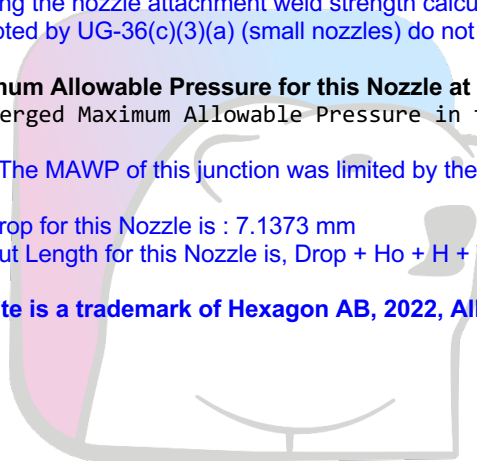 ng the nozzle attachment weld strength calcu
pted by UG-36(c)(3)(a) (small nozzles) do not
mum Allowable Pressure for this Nozzle at
erged Maximum Allowable Pressure in
The MAWP of this junction was limited by the
rop for this Nozzle is : 7.1373 mm
ut Length for this Nozzle is, Drop + Ho + H +
te is a trademark of Hexagon AB, 2022, All